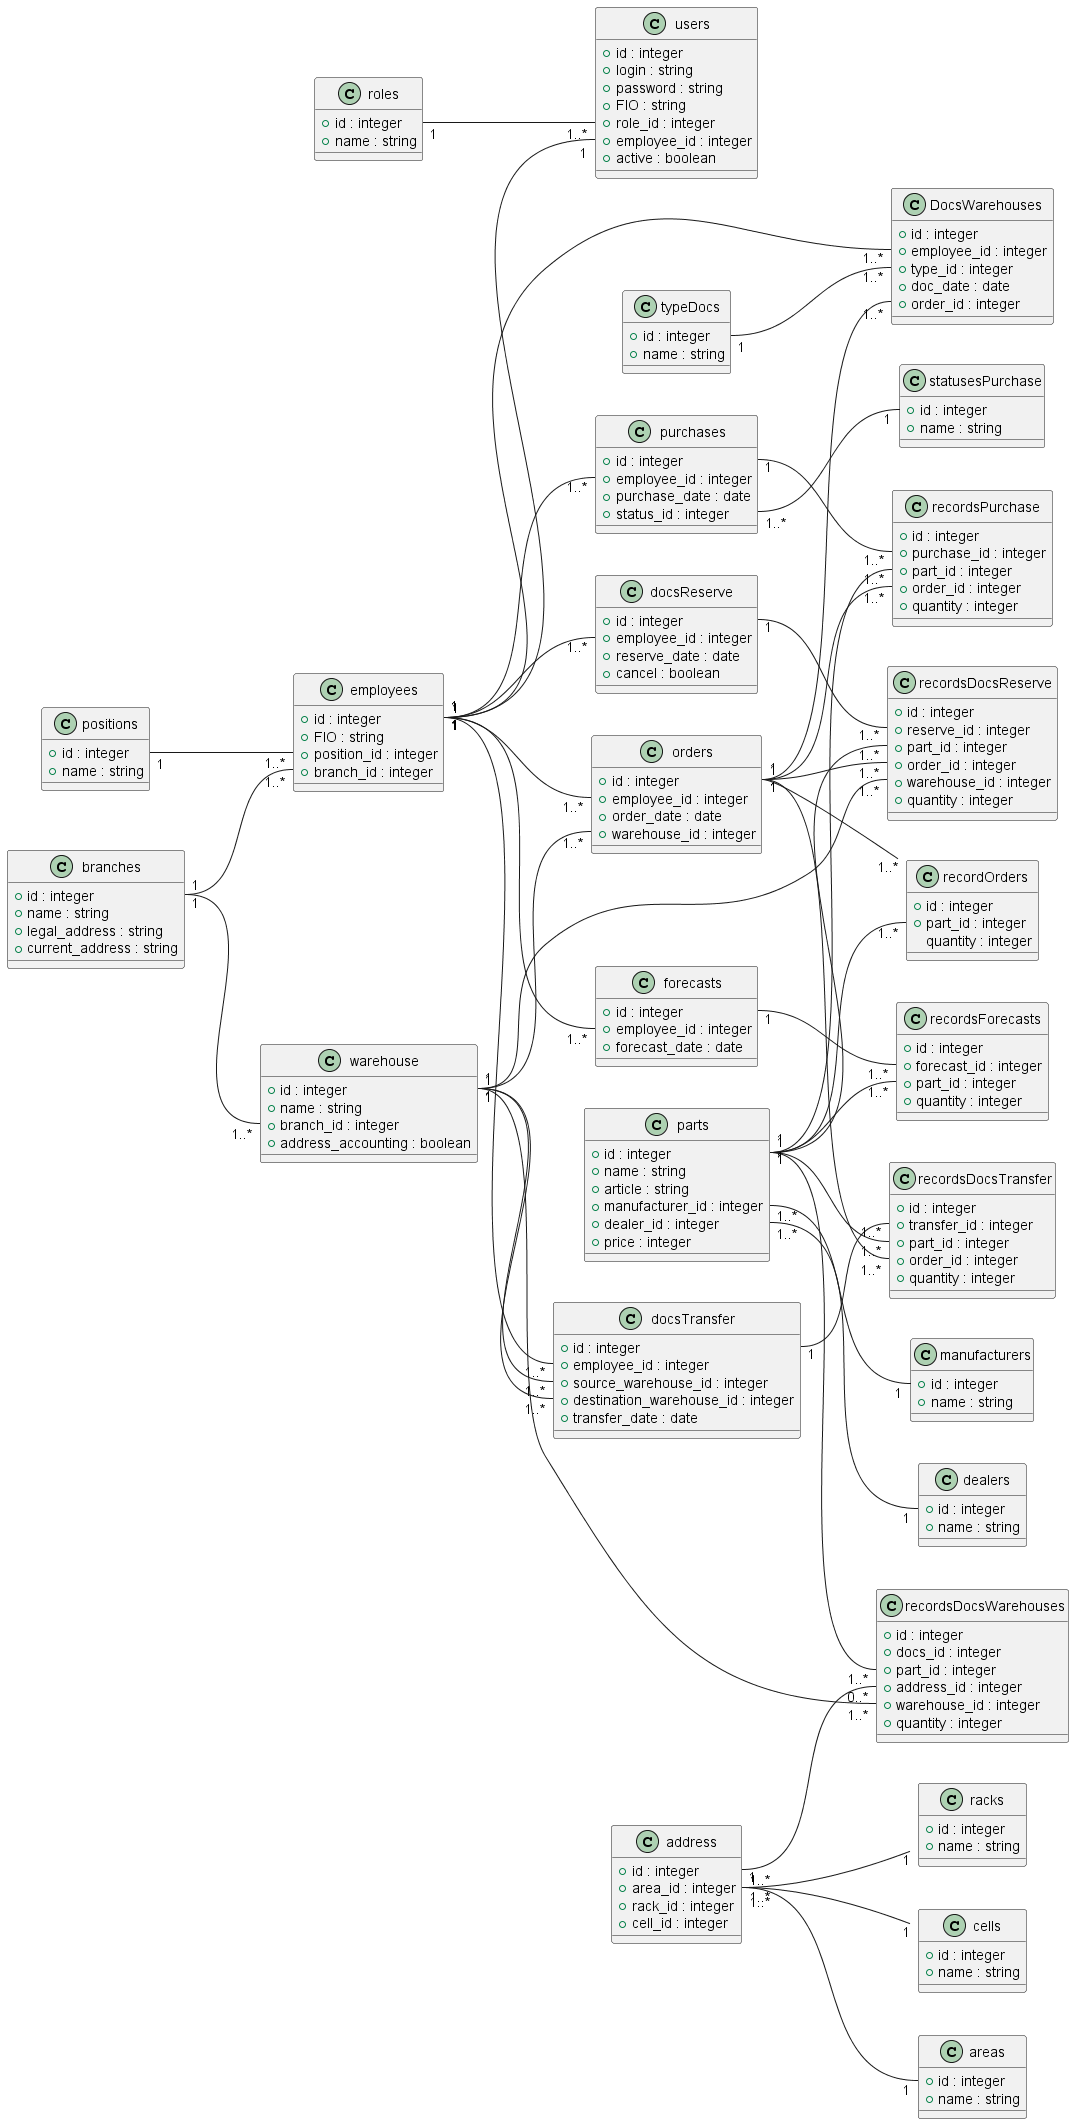 C users
+ id : integer
+ login : string
+ password : string
+ FIO : string
+ role_id : integer
+ employee_id : integer
+ active : boolean
C roles
id : integer
name : string
1
1..*
1
C DocsWarehouses
id : integer
employee_id : integer
type_id : integer
doc_date : date
order_id : integer
1..*
1..*
1..*
C typeDocs
id : integer
name : string
1
C statusesPurchase
id : integer
name : string
1
C purchases
id : integer
employee_id : integer
purchase_date : date
status_id : integer
1
1..*
1..*
C recordsPurchase
id : integer
purchase_id : integer
part_id : integer
order_id : integer
quantity : integer
1..*
1..*
1..*
C docsReserve
id : integer
employee_id : integer
reserve_date : date
cancel : boolean
1
1..*
C recordsDocsReserve
id : integer
reserve_id : integer
part_id : integer
order_id : integer
warehouse_id : integer
quantity : integer
1..*
1..*
1..*
1..*
C employees
id : integer
FIO : string
position_id : integer
branch_id : integer
1
1
1..*
1..*
C positions
id : integer
name : string
1
C orders
id : integer
employee_id : integer
order_date : date
warehouse_id : integer
1
1
1..*
1..*
C branches
id : integer
name : string
legal_address : string
current_address : string
1
1
C recordOrders
id : integer
part_id : integer
quantity : integer
1..*
1..*
C forecasts
id : integer
employee_id : integer
forecast_date : date
1
1..*
C recordsForecasts
id : integer
forecast_id : integer
part_id : integer
quantity : integer
1..*
1..*
C warehouse
id : integer
name : string
branch_id : integer
address_accounting : boolean
1
1
1..*
C parts
id : integer
name : string
article : string
manufacturer_id : integer
dealer_id : integer
price : integer
1
1
1..*
1..*
C recordsDocsTransfer
id : integer
transfer_id : integer
part_id : integer
order_id : integer
quantity : integer
1..*
1..*
1..*
C docsTransfer
id : integer
employee_id : integer
source_warehouse_id : integer
destination_warehouse_id : integer
transfer_date : date
1
1..*
1..*
1..*
C manufacturers
id : integer
name : string
1
C dealers
id : integer
name : string
1
C recordsDocsWarehouses
id : integer
docs_id : integer
part_id : integer
address_id : integer
warehouse_id : integer
quantity : integer
1..*
0..*
1..*
C address
id : integer
area_id : integer
rack_id : integer
cell_id : integer
1
1..*
1..*
C racks
id : integer
name : string
1
C cells
id : integer
name : string
1
C areas
id : integer
name : string
1